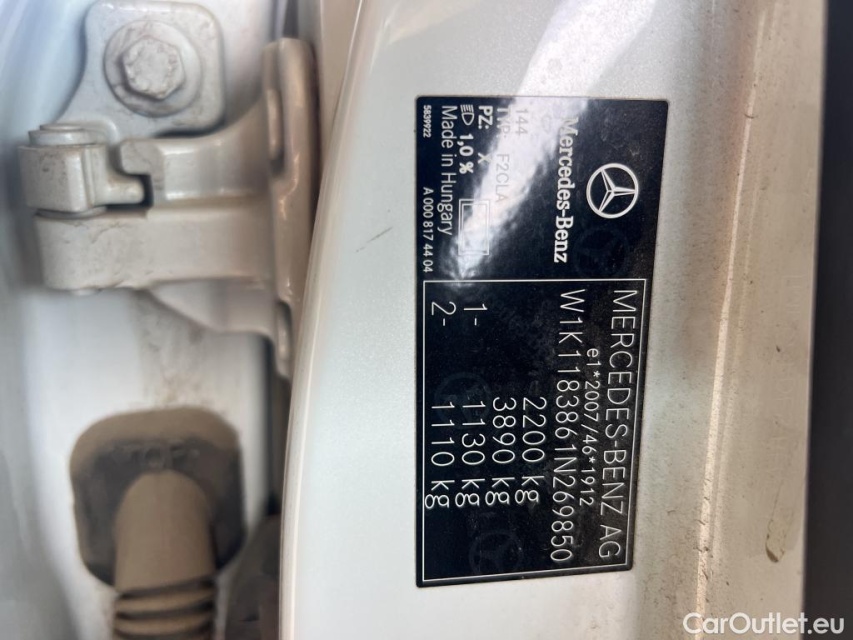 Mercedes-Benz
144
TYP: F2CLA
PZ: X
1,0 %
Made in Hungary
5839922 A 000 817 44 04
MERCEDES-BENZ AG
e1*2007/46*1912
W1K1183861N269850
2200 kg
3890 kg
1- 1130 kg
2- 1110 kg
CarOutlet.eu